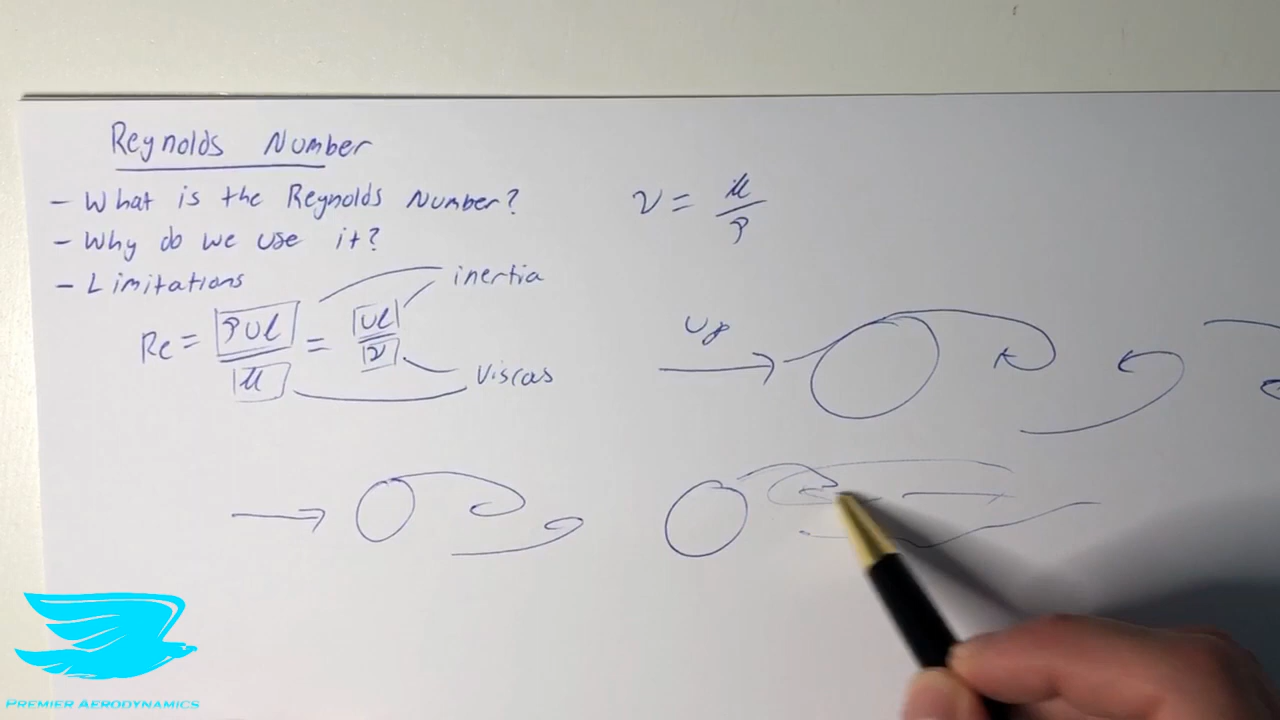 Reynolds Number
- What is the Reynolds Number?
- Why do we use it?
- Limitations
inertia
Re = ρUl / μ = Ul / ν
Viscas
ν = μ / ρ
U∞
PREMIER AERODYNAMICS